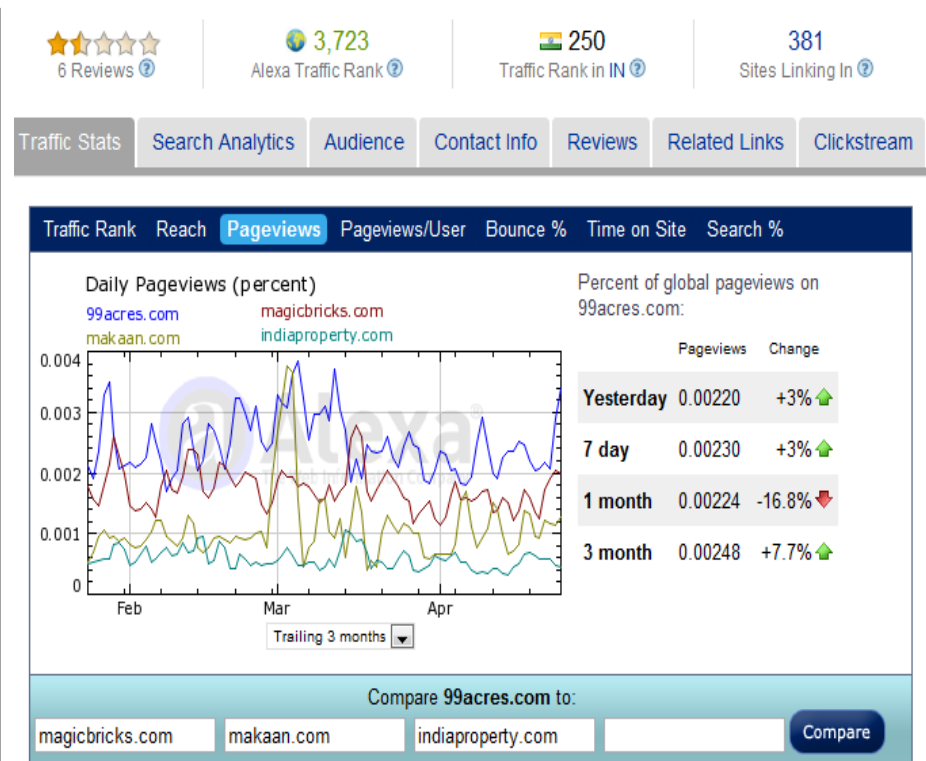 3,723
250
381
6 Reviews ?
Alexa Traffic Rank ?
Traffic Rank in IN ?
Sites Linking In ?
Traffic Stats
Search Analytics
Audience
Contact Info
Reviews
Related Links
Clickstream
Traffic Rank Reach Pageviews Pageviews/User Bounce % Time on Site Search %
Daily Pageviews (percent)
99acres.com magicbricks.com
makaan.com indiaproperty.com
0.004
0.003
0.002
0.001
0
Alexa
Feb Mar Apr
Trailing 3 months
Percent of global pageviews on
99acres.com:
Pageviews Change
Yesterday 0.00220 +3%
7 day 0.00230 +3%
1 month 0.00224 -16.8%
3 month 0.00248 +7.7%
Compare 99acres.com to:
magicbricks.com makaan.com indiaproperty.com Compare